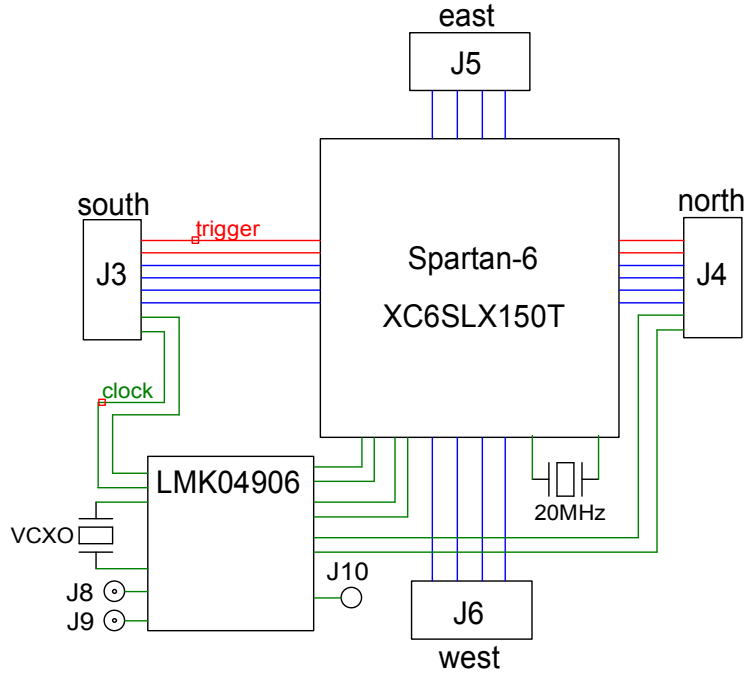 east
J5
south
trigger
north
J3
Spartan-6
J4
XC6SLX150T
clock
LMK04906
20MHz
VCXO
J10
J8
J9
J6
west